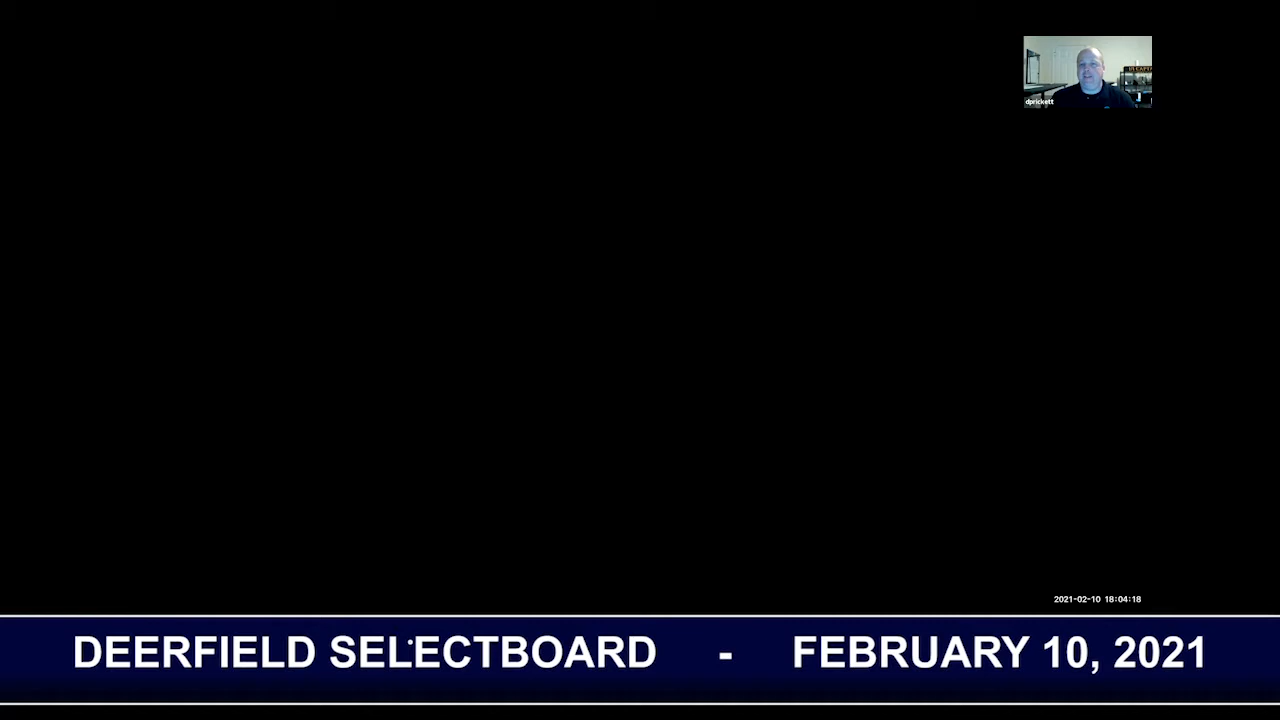 dprickett
2021-02-10 18:04:18
DEERFIELD SELECTBOARD - FEBRUARY 10, 2021